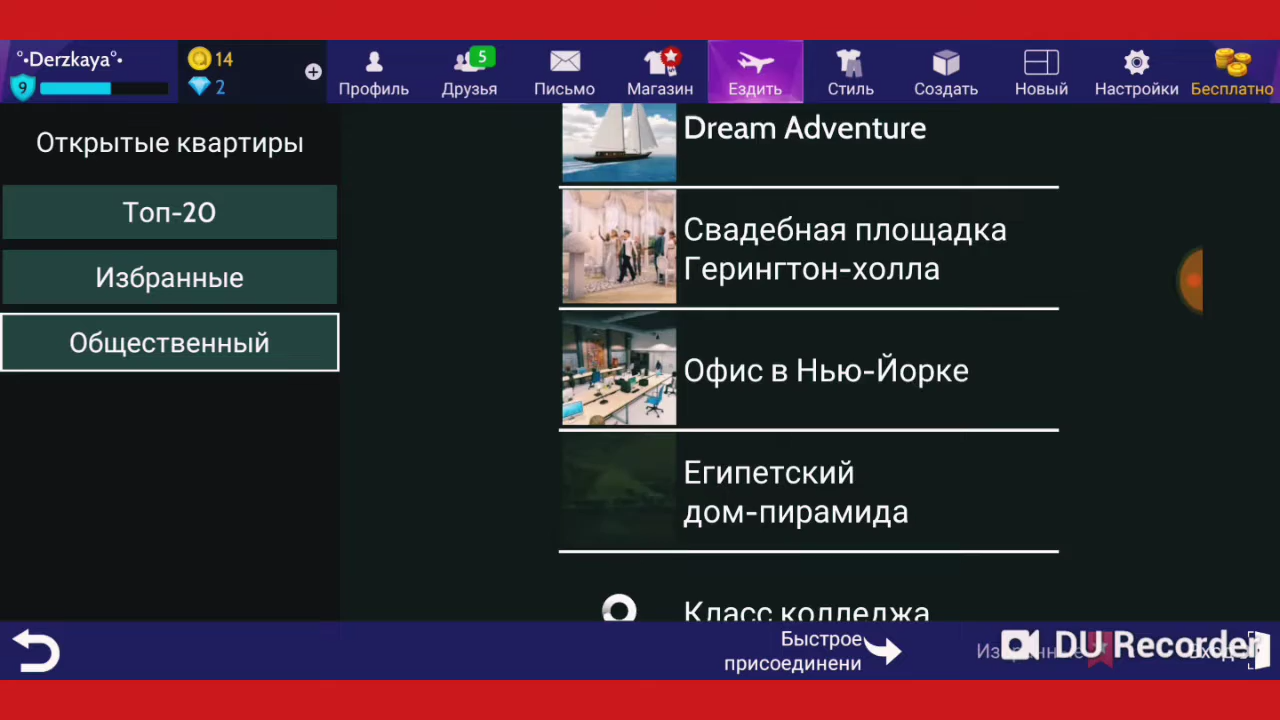 °•Derzkaya°•
9
14
2
Профиль
5
Друзья
Письмо
Магазин
Ездить
Стиль
Создать
Новый
Настройки
Бесплатно
Открытые квартиры
Топ-20
Избранные
Общественный
Dream Adventure
Свадебная площадка
Герингтон-холла
Офис в Нью-Йорке
Египетский
дом-пирамида
Класс колледжа
Быстрое
присоединени
DU Recorder